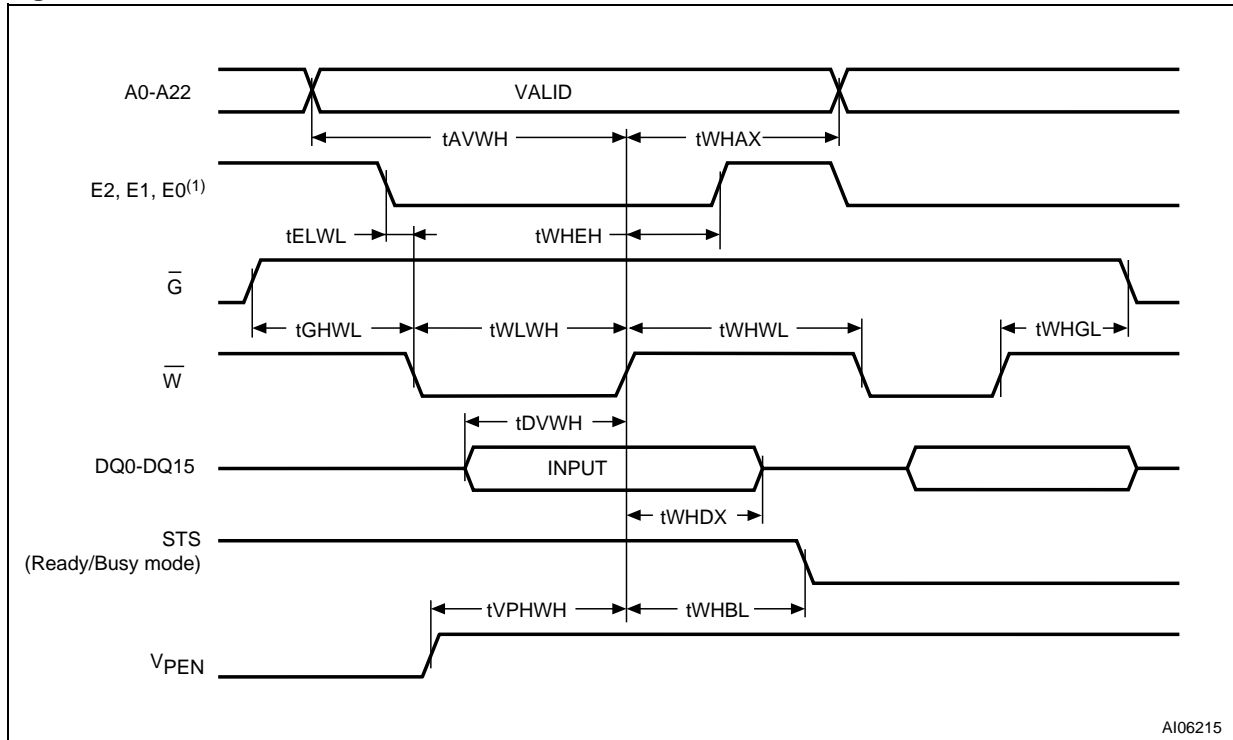 A0-A22 VALID
tAVWH tWHAX
E2, E1, E0(1)
tELWL tWHEH
G̅
tGHWL tWLWH tWHWL tWHGL
W̅
tDVWH
DQ0-DQ15 INPUT
tWHDX
STS
(Ready/Busy mode)
tVPHWH tWHBL
VPEN
AI06215